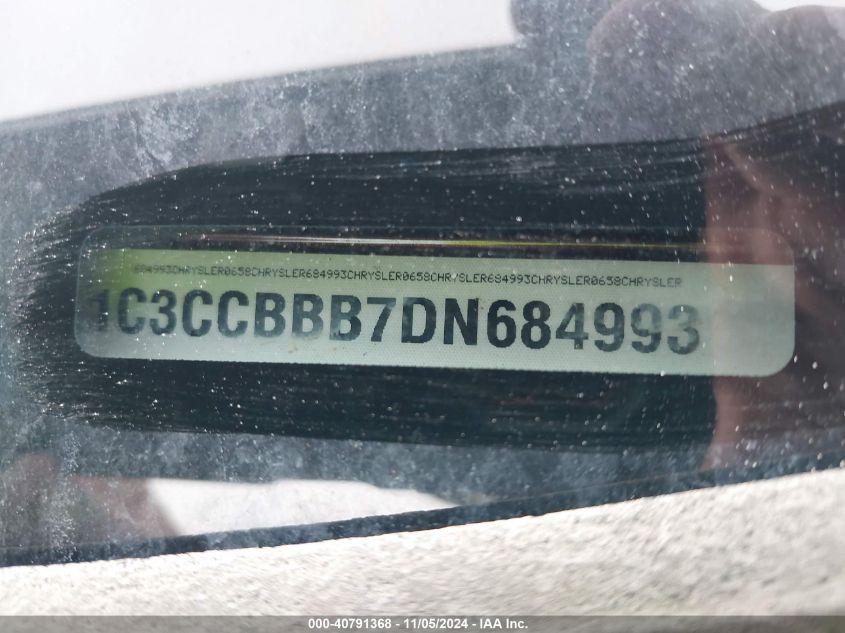 684993CHRYSLER0658CHRYSLER684993CHRYSLER0658CHRYSLER684993CHRYSLER0658CHRYSLER
1C3CCBBB7DN684993
000-40791368 - 11/05/2024 - IAA Inc.